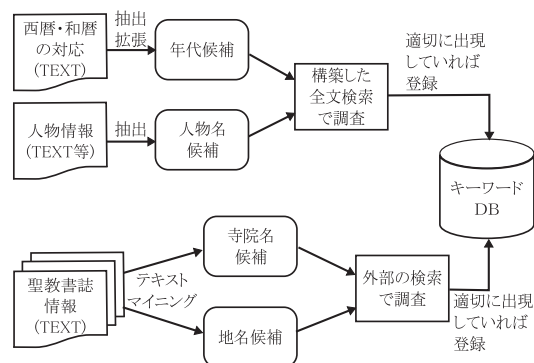 西暦・和暦
の対応
(TEXT)
抽出
拡張
年代候補
人物情報
(TEXT等)
抽出
人物名
候補
構築した
全文検索
で調査
適切に出現
していれば
登録
キーワード
DB
聖教書誌
情報
(TEXT)
テキスト
マイニング
寺院名
候補
地名候補
外部の検索
で調査
適切に出現
していれば
登録